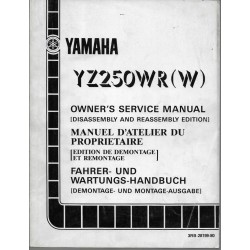 YAMAHA
YZ250WR(W)
OWNER'S SERVICE MANUAL
(DISASSEMBLY AND REASSEMBLY EDITION)
MANUEL D'ATELIER DU
PROPRIETAIRE
[EDITION DE DEMONTAGE
ET REMONTAGE]
FAHRER- UND
WARTUNGS-HANDBUCH
(DEMONTAGE- UND MONTAGE-AUSGABE)